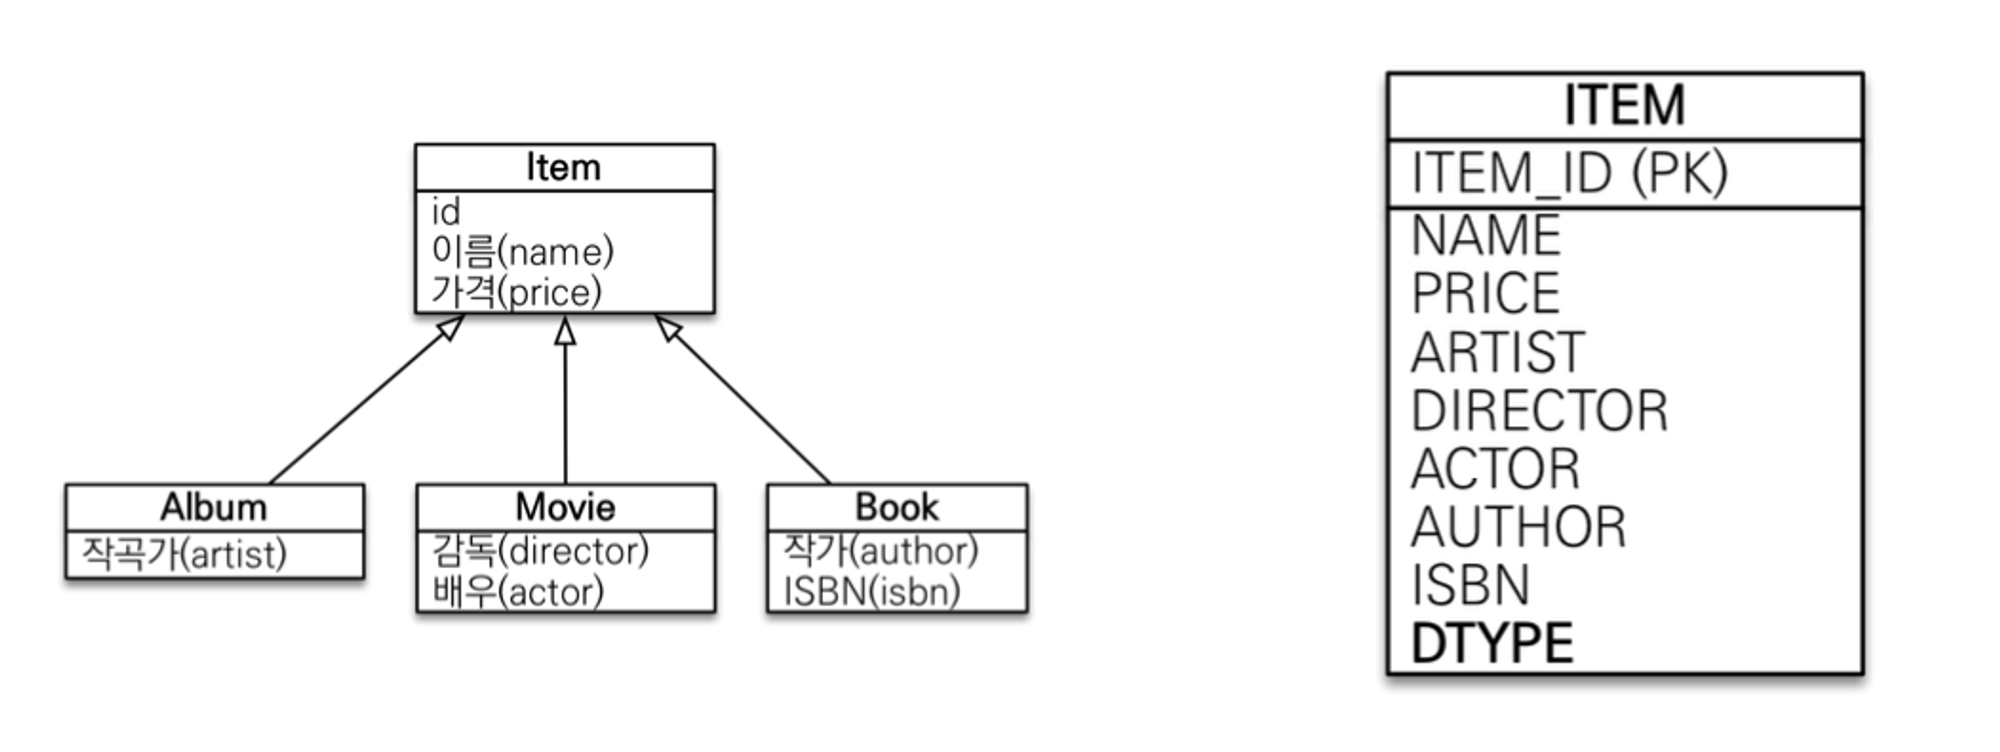 Item
id
이름(name)
가격(price)
Album
작곡가(artist)
Movie
감독(director)
배우(actor)
Book
작가(author)
ISBN(isbn)
ITEM
ITEM_ID (PK)
NAME
PRICE
ARTIST
DIRECTOR
ACTOR
AUTHOR
ISBN
DTYPE